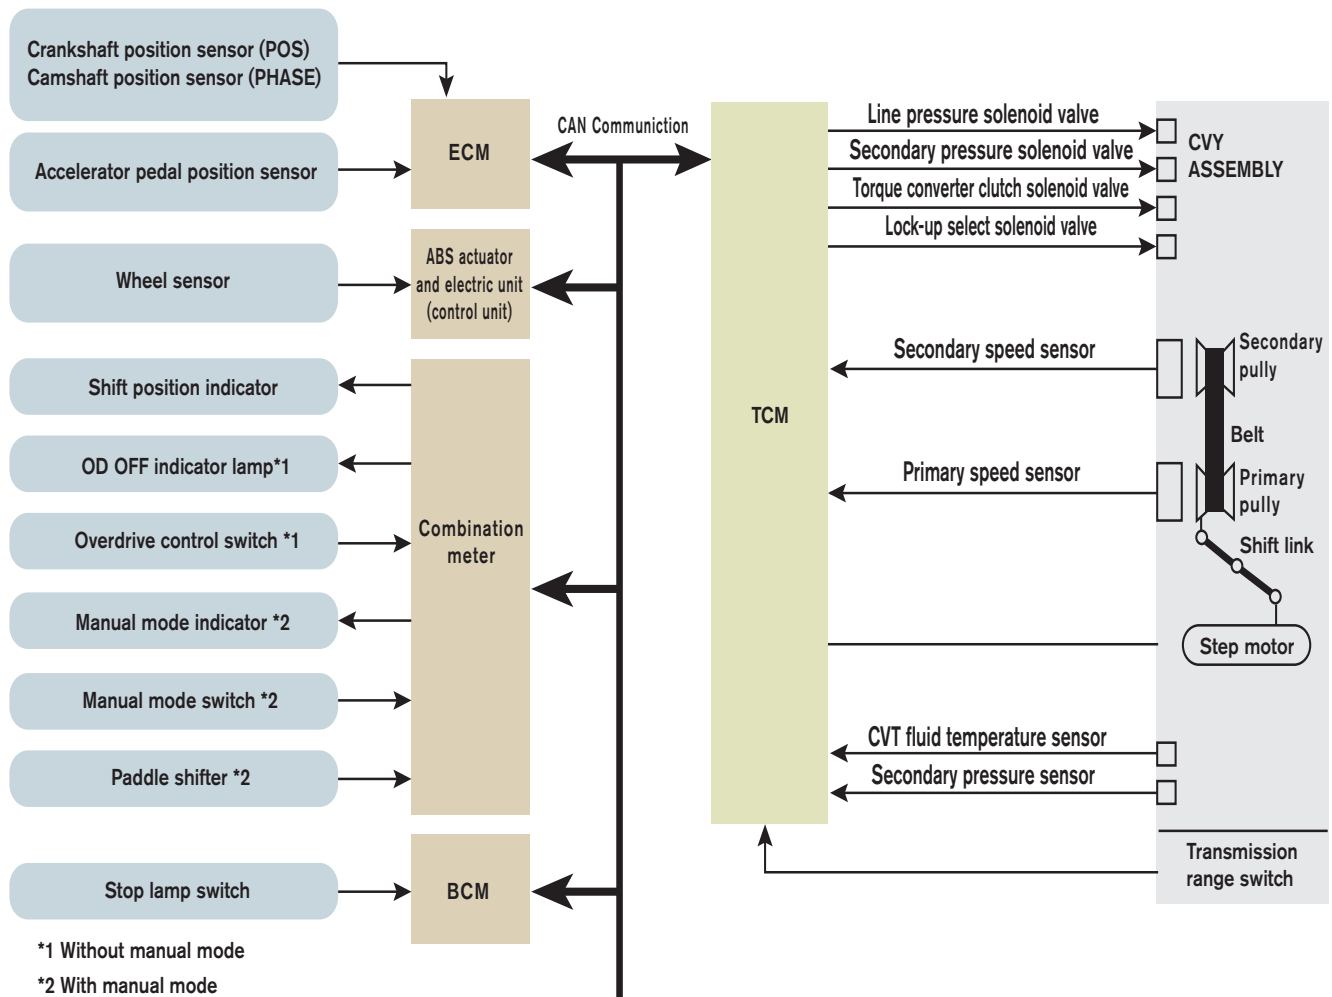 Crankshaft position sensor (POS)
Camshaft position sensor (PHASE)
Accelerator pedal position sensor
Wheel sensor
Shift position indicator
OD OFF indicator lamp*1
Overdrive control switch *1
Manual mode indicator *2
Manual mode switch *2
Paddle shifter *2
Stop lamp switch
*1 Without manual mode
*2 With manual mode
ECM
ABS actuator
and electric unit
(control unit)
Combination
meter
BCM
CAN Communiction
TCM
Line pressure solenoid valve
Secondary pressure solenoid valve
Torque converter clutch solenoid valve
Lock-up select solenoid valve
Secondary speed sensor
Primary speed sensor
CVT fluid temperature sensor
Secondary pressure sensor
CVY
ASSEMBLY
Secondary
pully
Belt
Primary
pully
Shift link
Step motor
Transmission
range switch